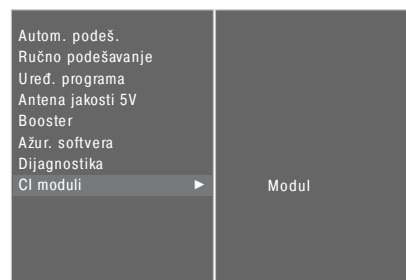 Autom. podeš.
Ručno podešavanje
Uređ. programa
Antena jakosti 5V
Booster
Ažur. softvera
Dijagnostika
CI moduli ►
Modul